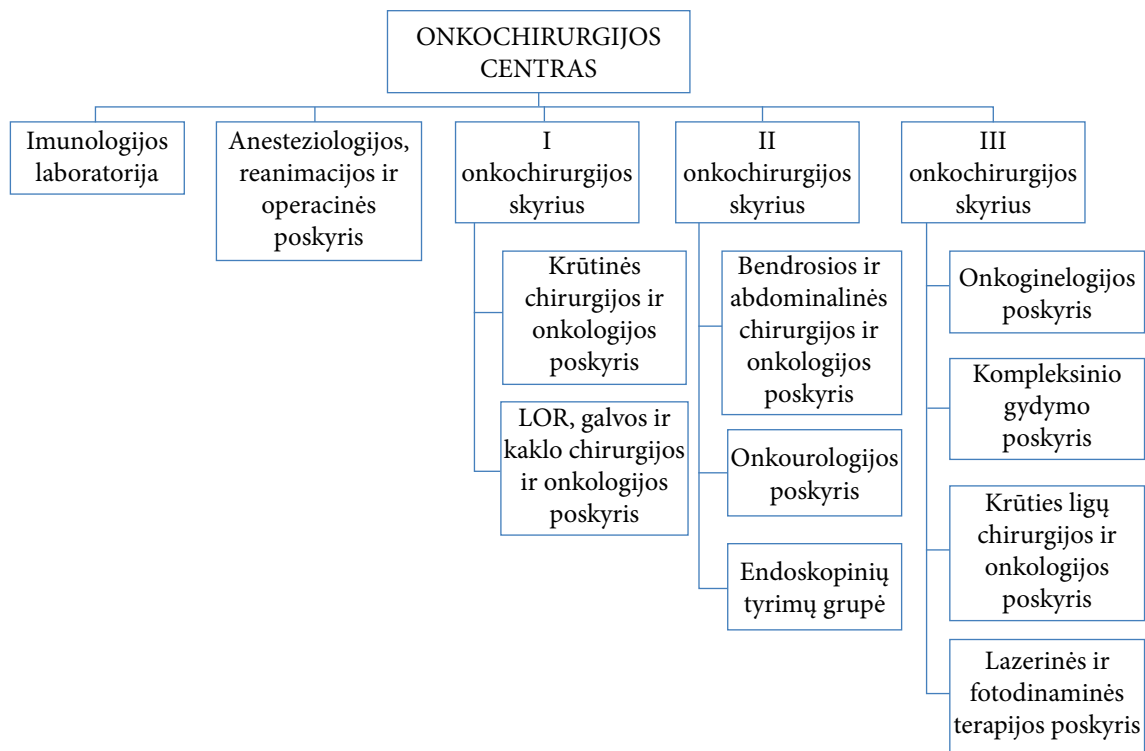 ONKOCHIRURGIJOS
CENTRAS
Imunologijos
laboratorija
Anesteziologijos,
reanimacijos ir
operacinės
poskyris
I
onkochirurgijos
skyrius
II
onkochirurgijos
skyrius
III
onkochirurgijos
skyrius
Krūtinės
chirurgijos ir
onkologijos
poskyris
LOR, galvos ir
kaklo chirurgijos
ir onkologijos
poskyris
Bendrosios ir
abdominalinės
chirurgijos ir
onkologijos
poskyris
Onkourologijos
poskyris
Endoskopinių
tyrimų grupė
Onkoginelogijos
poskyris
Kompleksinio
gydymo
poskyris
Krūties ligų
chirurgijos ir
onkologijos
poskyris
Lazerinės ir
fotodinaminės
terapijos poskyris